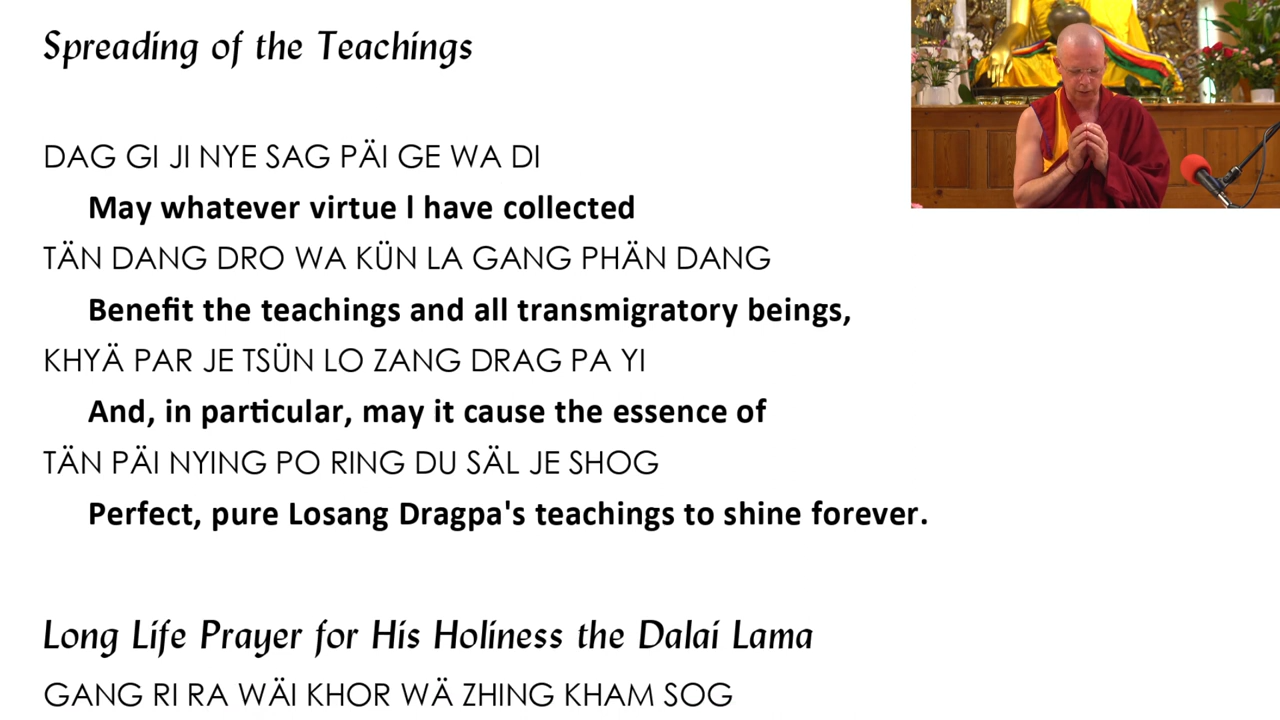 Spreading of the Teachings
DAG GI JI NYE SAG PÄI GE WA DI
May whatever virtue I have collected
TÄN DANG DRO WA KÜN LA GANG PHÄN DANG
Benefit the teachings and all transmigratory beings,
KHYÄ PAR JE TSÜN LO ZANG DRAG PA YI
And, in particular, may it cause the essence of
TÄN PÄI NYING PO RING DU SÄL JE SHOG
Perfect, pure Losang Dragpa's teachings to shine forever.
Long Life Prayer for His Holiness the Dalai Lama
GANG RI RA WÄI KHOR WÄ ZHING KHAM SOG